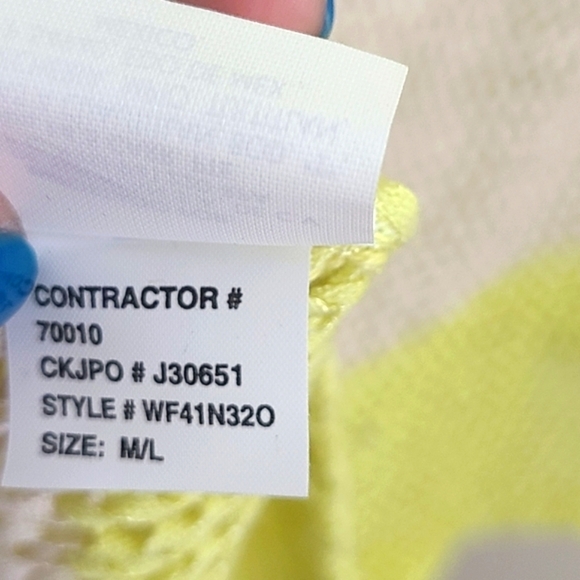 CONTRACTOR #
70010
CKJPO # J30651
STYLE # WF41N32O
SIZE: M/L